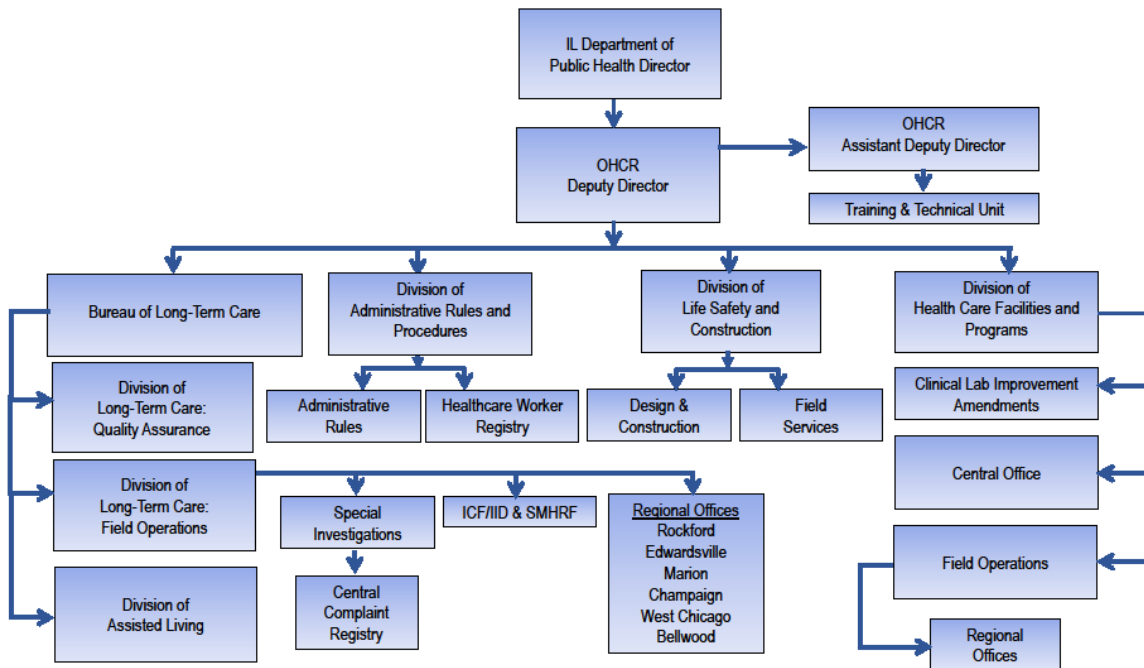 IL Department of
Public Health Director
OHCR
Deputy Director
OHCR
Assistant Deputy Director
Training & Technical Unit
Bureau of Long-Term Care
Division of
Administrative Rules and
Procedures
Division of
Life Safety and
Construction
Division of
Health Care Facilities and
Programs
Division of
Long-Term Care:
Quality Assurance
Administrative
Rules
Healthcare Worker
Registry
Design &
Construction
Field
Services
Clinical Lab Improvement
Amendments
Central Office
Division of
Long-Term Care:
Field Operations
Special
Investigations
ICF/IID & SMHRF
Regional Offices
Rockford
Edwardsville
Marion
Champaign
West Chicago
Bellwood
Field Operations
Division of
Assisted Living
Central
Complaint
Registry
Regional
Offices